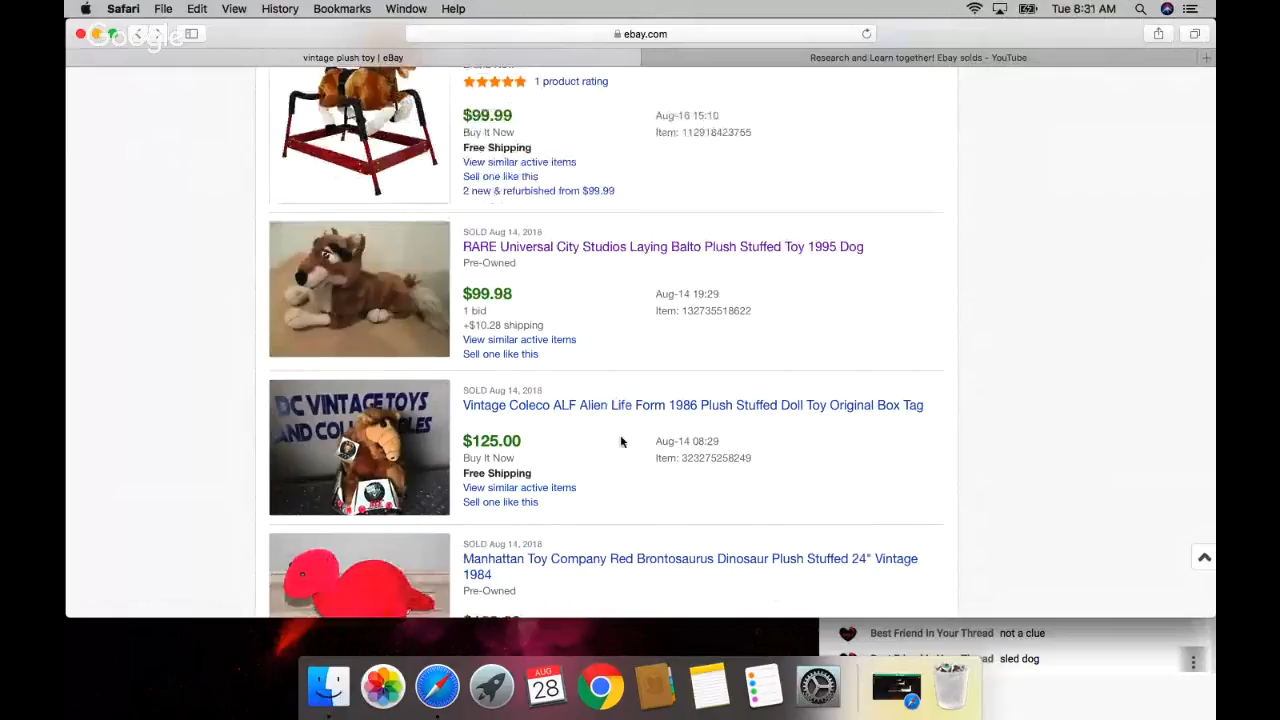 Safari File Edit View History Bookmarks Window Help Tue 8:31 AM
Google
ebay.com
vintage plush toy | eBay
Research and Learn together! Ebay solds - YouTube
1 product rating
$99.99
Aug-16 15:10
Buy It Now
Item: 112918423755
Free Shipping
View similar active items
Sell one like this
2 new & refurbished from $99.99
SOLD Aug 14, 2018
RARE Universal City Studios Laying Balto Plush Stuffed Toy 1995 Dog
Pre-Owned
$99.98
Aug-14 19:29
1 bid
Item: 132735518622
+$10.28 shipping
View similar active items
Sell one like this
SOLD Aug 14, 2018
Vintage Coleco ALF Alien Life Form 1986 Plush Stuffed Doll Toy Original Box Tag
DC VINTAGE TOYS
$125.00
Aug-14 08:29
Buy It Now
Item: 323275258249
Free Shipping
View similar active items
Sell one like this
SOLD Aug 14, 2018
Manhattan Toy Company Red Brontosaurus Dinosaur Plush Stuffed 24" Vintage
1984
Pre-Owned
Best Friend In Your Thread not a clue
Best Friend In Your Thread sled dog
AUG
28